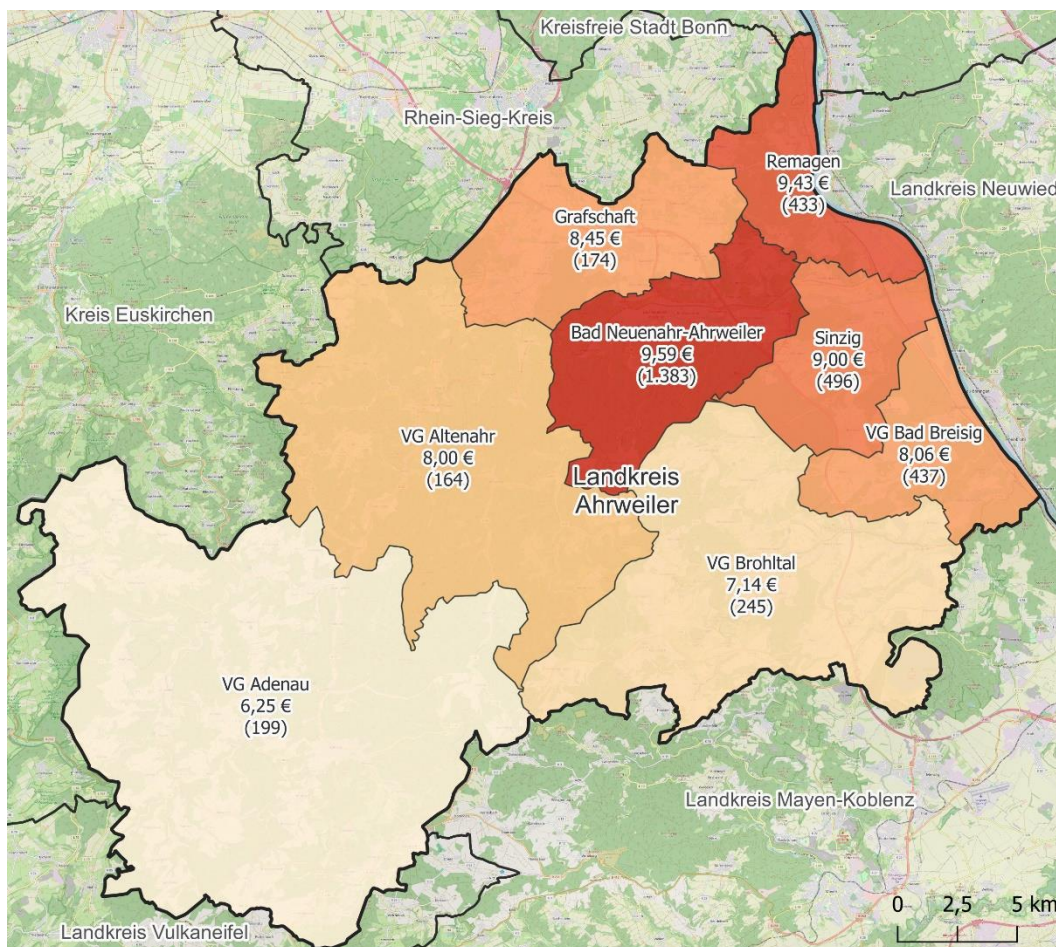 Kreisfreie Stadt Bonn
Rhein-Sieg-Kreis
Remagen
9,43 €
(433)
Landkreis Neuwied
Grafschaft
8,45 €
(174)
Kreis Euskirchen
Bad Neuenahr-Ahrweiler
9,59 €
(1.383)
Sinzig
9,00 €
(496)
VG Altenahr
8,00 €
(164)
VG Bad Breisig
8,06 €
(437)
Landkreis
Ahrweiler
VG Brohltal
7,14 €
(245)
VG Adenau
6,25 €
(199)
Landkreis Mayen-Koblenz
0 2,5 5 km
Landkreis Vulkaneifel